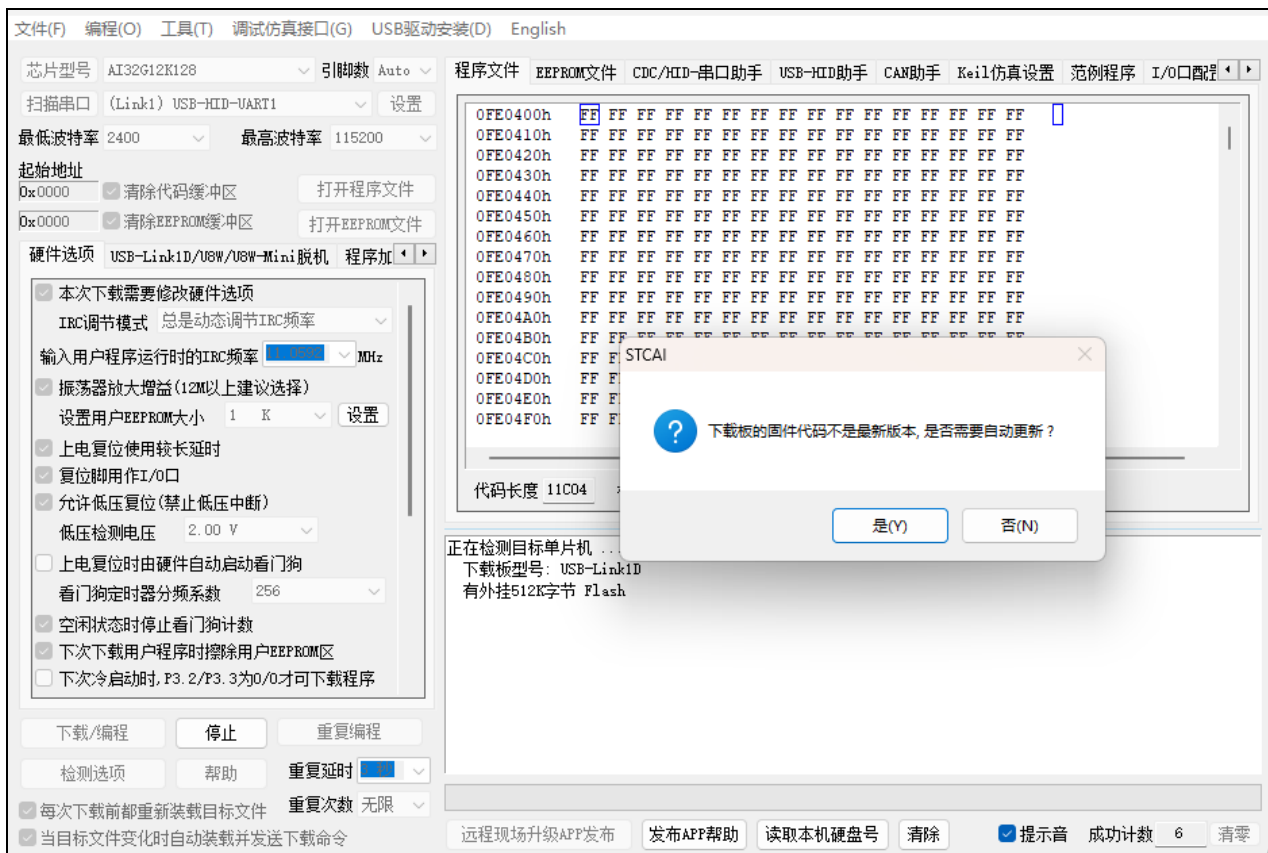 文件(F) 编程(O) 工具(T) 调试仿真接口(G) USB驱动安装(D) English
芯片型号 AI32G12K128 引脚数 Auto
扫描串口 (Link1) USB-HID-UART1 设置
最低波特率 2400 最高波特率 115200
起始地址
0x0000 清除代码缓冲区 打开程序文件
0x0000 清除EEPROM缓冲区 打开EEPROM文件
硬件选项 USB-Link1D/U8W/U8W-Mini脱机 程序加
本次下载需要修改硬件选项
IRC调节模式 总是动态调节IRC频率
输入用户程序运行时的IRC频率 MHz
振荡器放大增益(12M以上建议选择)
设置用户EEPROM大小 1 K 设置
上电复位使用较长延时
复位脚用作I/O口
允许低压复位(禁止低压中断)
低压检测电压 2.00 V
上电复位时由硬件自动启动看门狗
看门狗定时器分频系数 256
空闲状态时停止看门狗计数
下次下载用户程序时擦除用户EEPROM区
下次冷启动时,P3.2/P3.3为0/0才可下载程序
下载/编程 停止 重复编程
检测选项 帮助 重复延时
每次下载前都重新装载目标文件 重复次数 无限
当目标文件变化时自动装载并发送下载命令
程序文件 EEPROM文件 CDC/HID-串口助手 USB-HID助手 CAN助手 Keil仿真设置 范例程序 I/O口配
0FE0400h FF FF FF FF FF FF FF FF FF FF FF FF FF FF FF FF
0FE0410h FF FF FF FF FF FF FF FF FF FF FF FF FF FF FF FF
0FE0420h FF FF FF FF FF FF FF FF FF FF FF FF FF FF FF FF
0FE0430h FF FF FF FF FF FF FF FF FF FF FF FF FF FF FF FF
0FE0440h FF FF FF FF FF FF FF FF FF FF FF FF FF FF FF FF
0FE0450h FF FF FF FF FF FF FF FF FF FF FF FF FF FF FF FF
0FE0460h FF FF FF FF FF FF FF FF FF FF FF FF FF FF FF FF
0FE0470h FF FF FF FF FF FF FF FF FF FF FF FF FF FF FF FF
0FE0480h FF FF FF FF FF FF FF FF FF FF FF FF FF FF FF FF
0FE0490h FF FF FF FF FF FF FF FF FF FF FF FF FF FF FF FF
0FE04A0h FF FF FF FF FF FF FF FF FF FF FF FF FF FF FF FF
0FE04B0h FF FF FF FF FF FF FF FF FF FF FF FF FF FF FF FF
0FE04C0h FF F
0FE04D0h FF F
0FE04E0h FF F
0FE04F0h FF F
代码长度 11C04
STCAI
下载板的固件代码不是最新版本, 是否需要自动更新 ?
是(Y) 否(N)
正在检测目标单片机 ...
下载板型号: USB-Link1D
有外挂512K字节 Flash
远程现场升级APP发布 发布APP帮助 读取本机硬盘号 清除 提示音 成功计数 6 清零